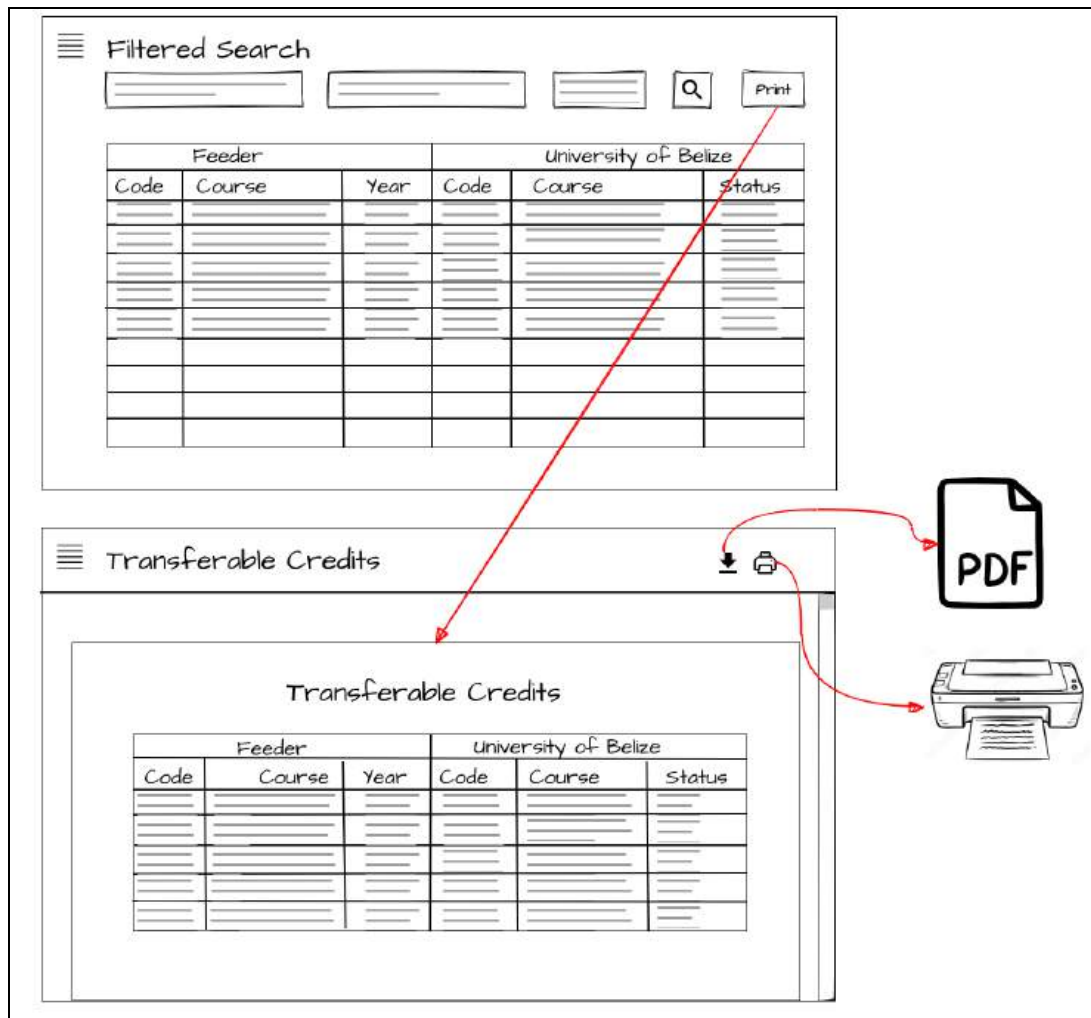 Filtered Search
Print
Feeder University of Belize
Code Course Year Code Course Status
Transferable Credits
PDF
Transferable Credits
Feeder University of Belize
Code Course Year Code Course Status